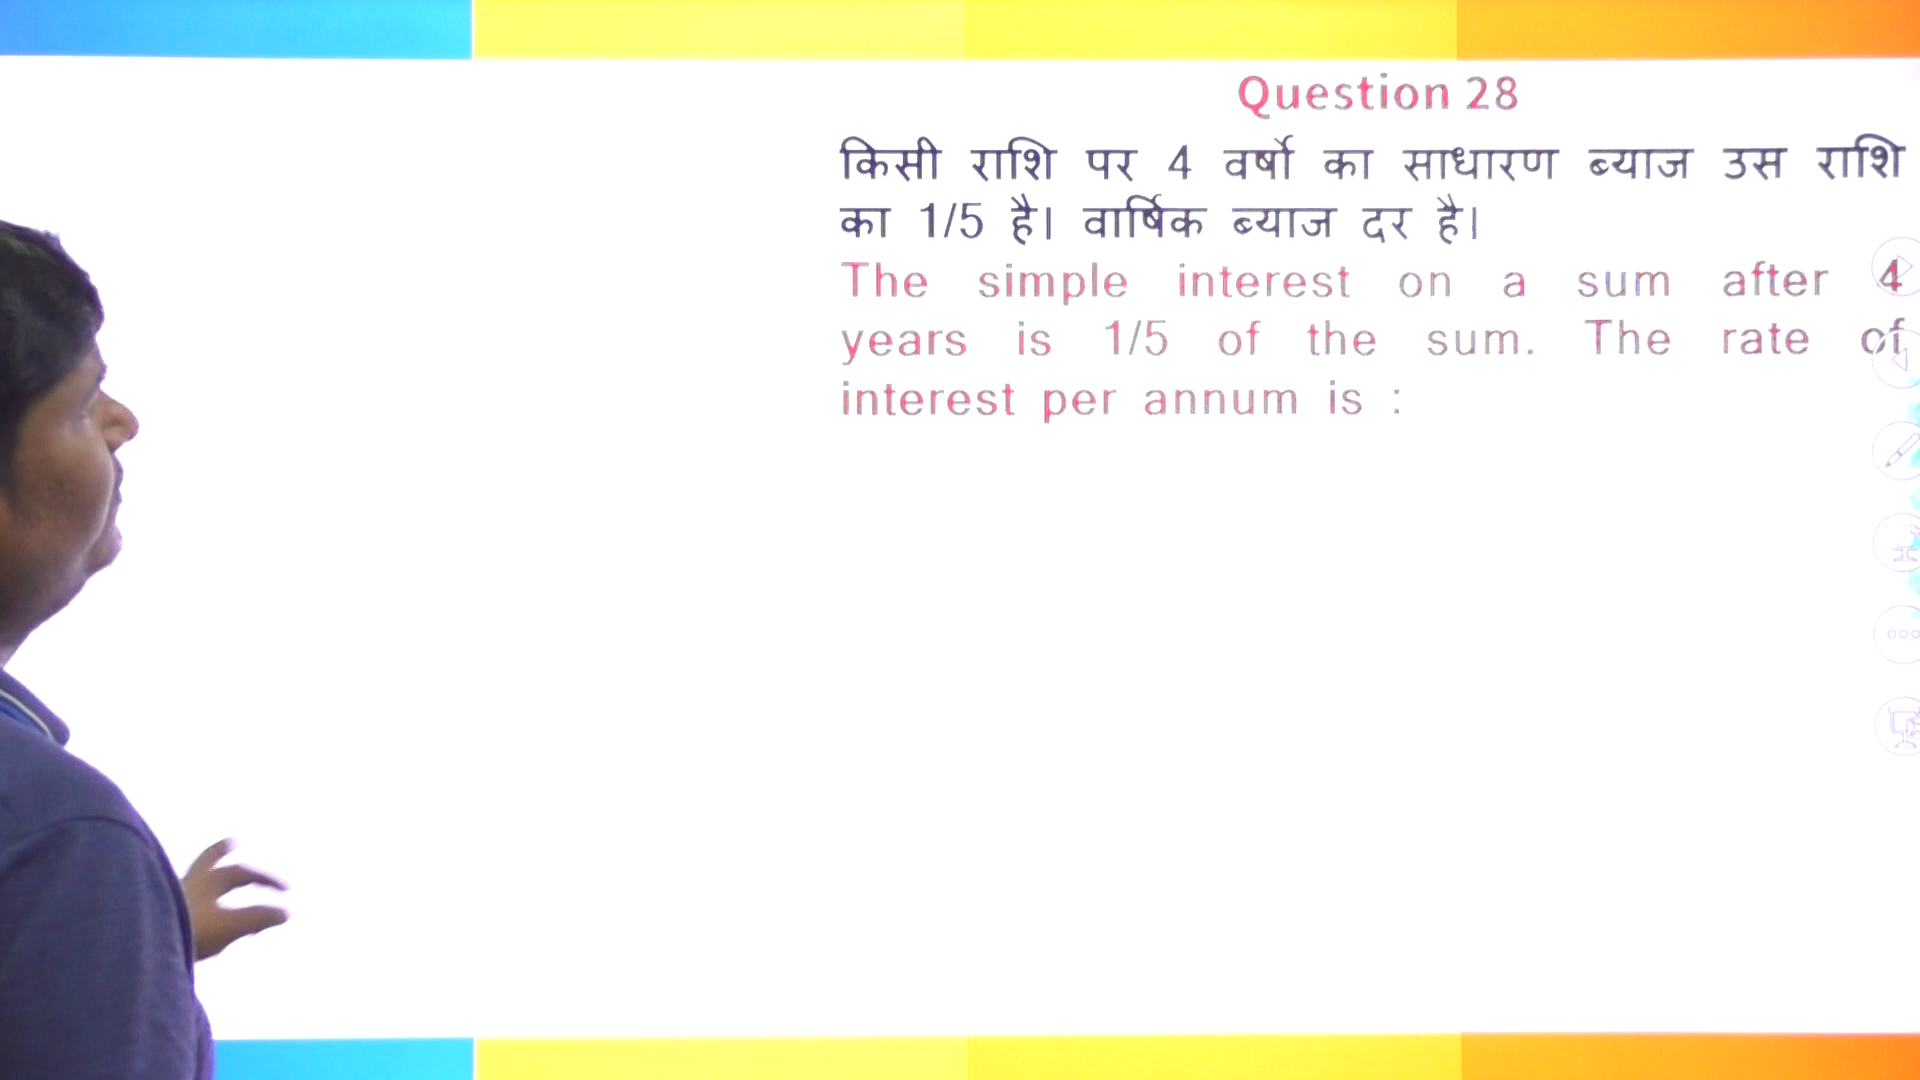 Question 28
किसी राशि पर 4 वर्षो का साधारण ब्याज उस राशि
का 1/5 है। वार्षिक ब्याज दर है।
The simple interest on a sum after 4
years is 1/5 of the sum. The rate of
interest per annum is :